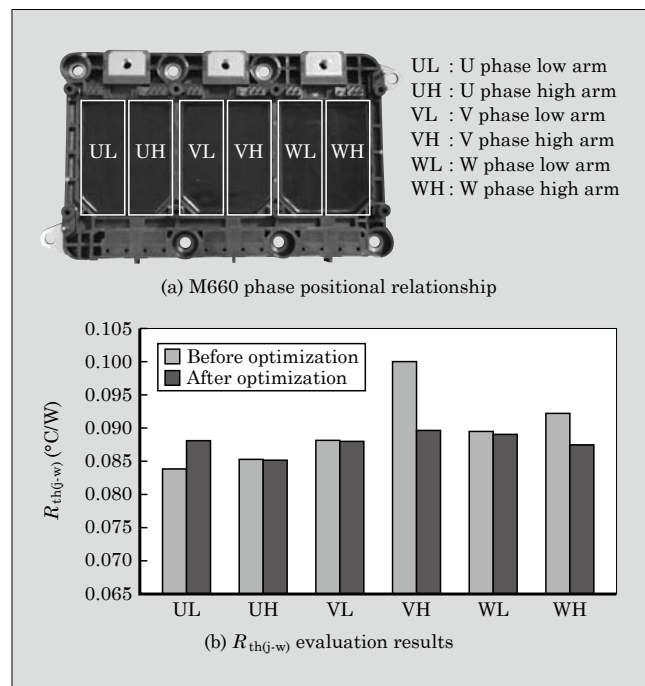 UL : U phase low arm
UH : U phase high arm
VL : V phase low arm
VH : V phase high arm
WL : W phase low arm
WH : W phase high arm
UL UH VL VH WL WH
(a) M660 phase positional relationship
0.105
0.100
0.095
0.090
0.085
0.080
0.075
0.070
0.065
Rth(j-w) (°C/W)
Before optimization
After optimization
UL UH VL VH WL WH
(b) Rth(j-w) evaluation results